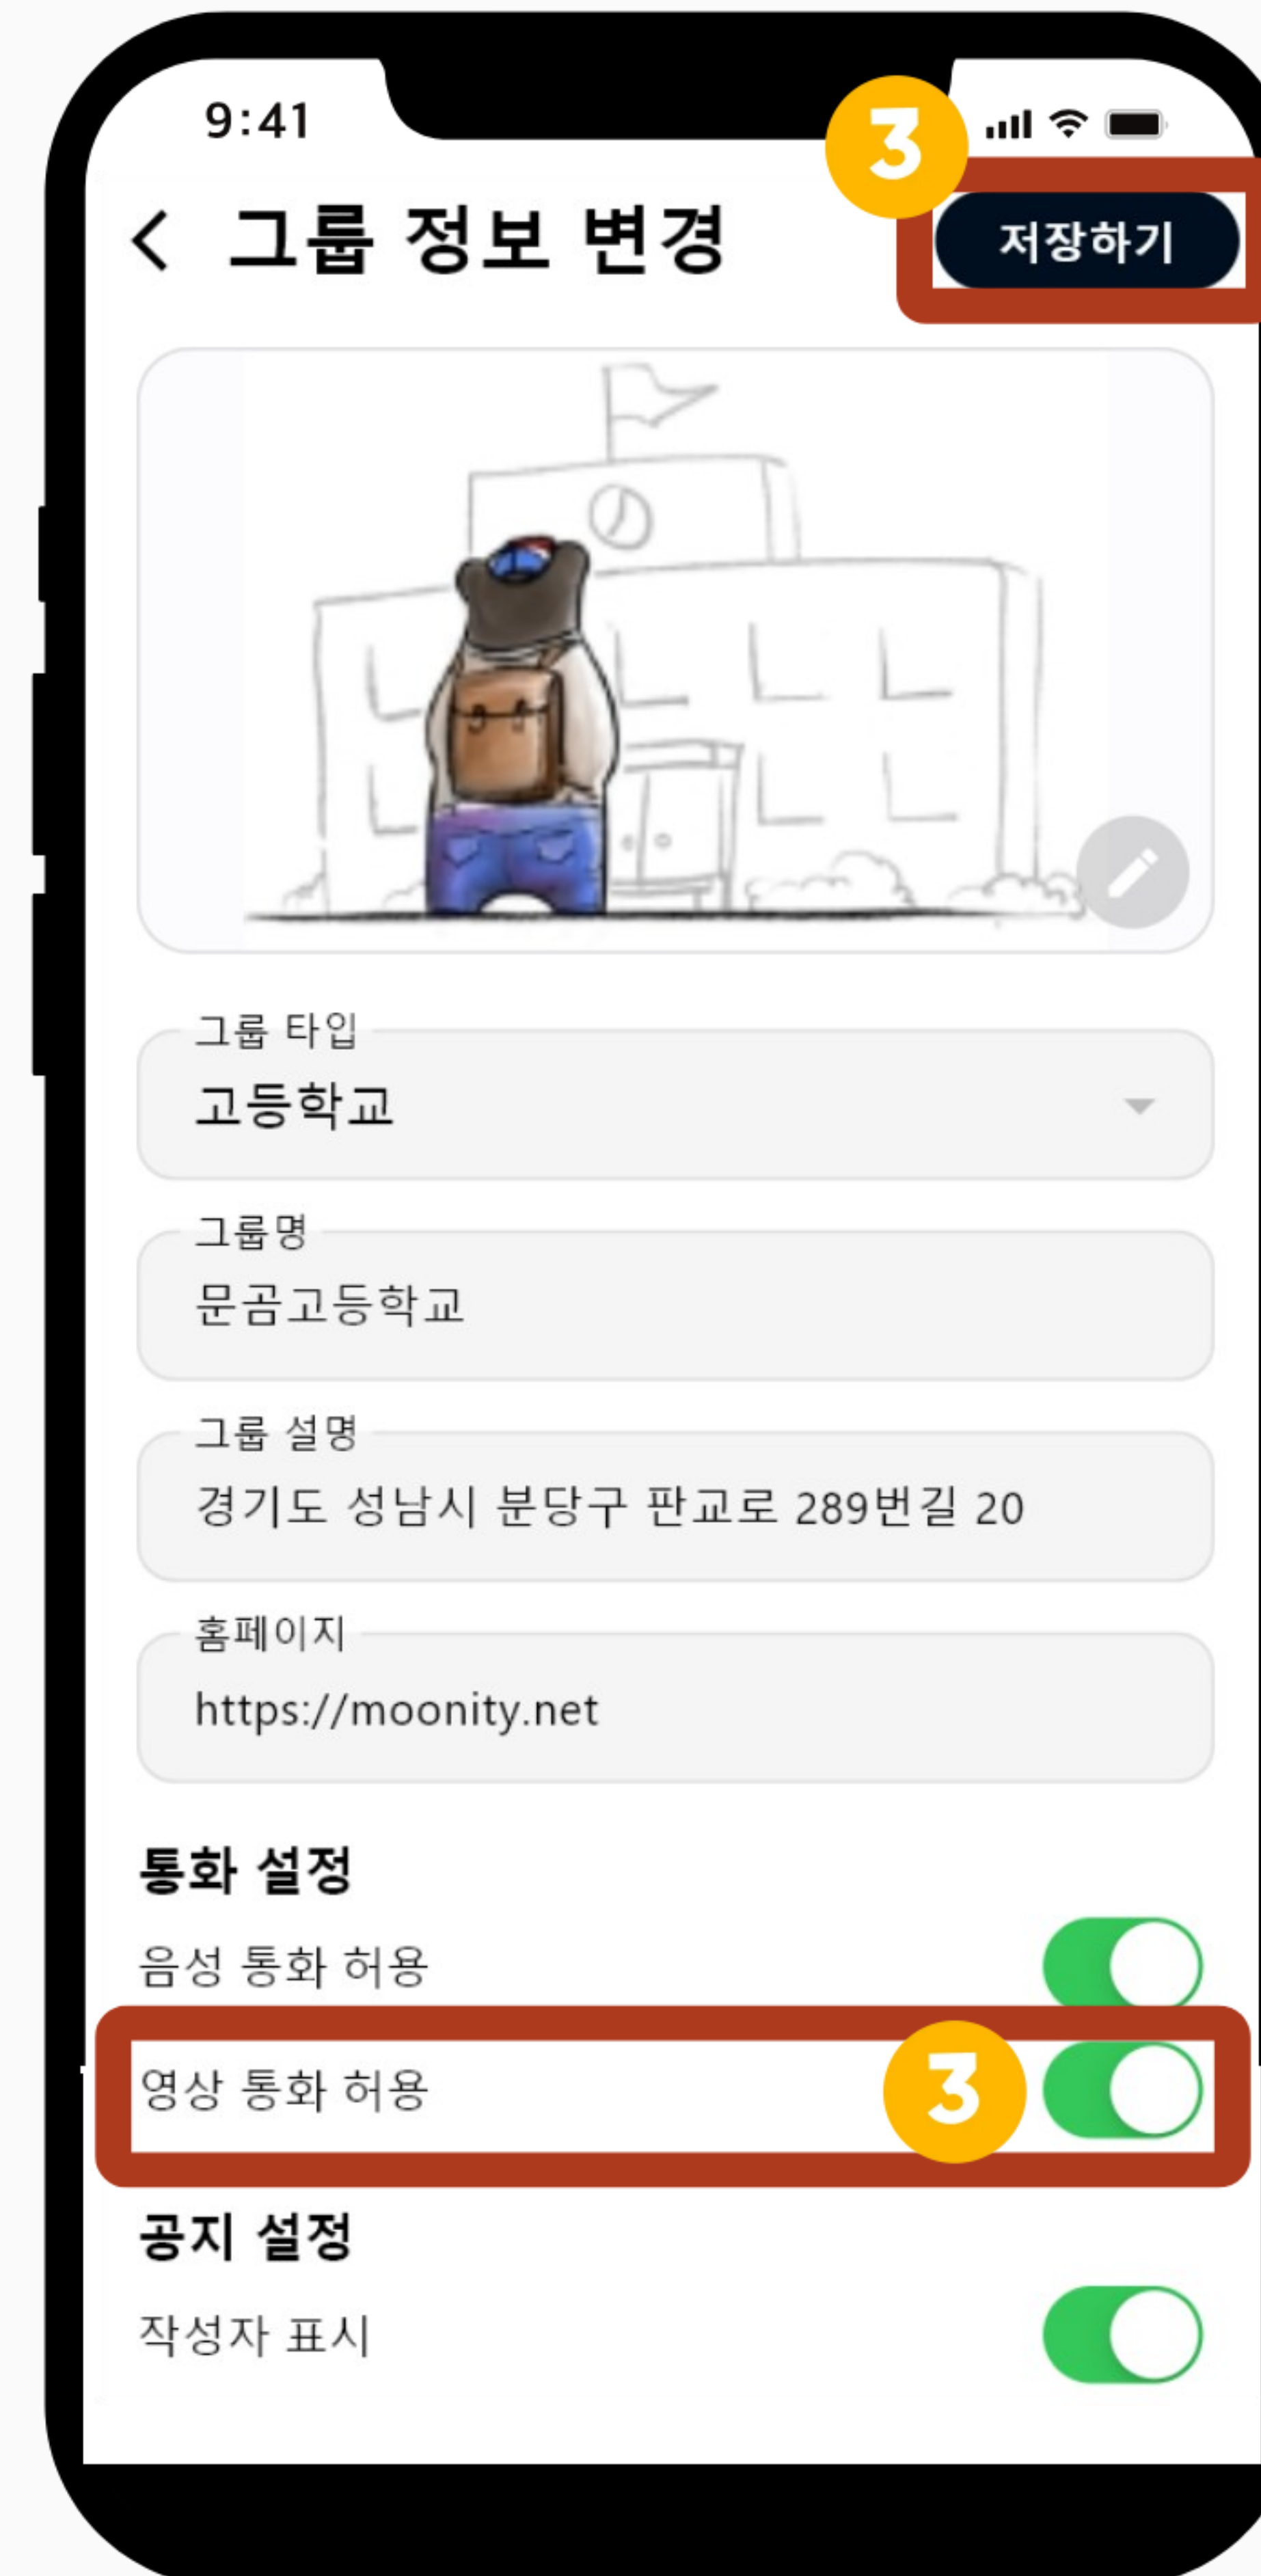 9:41
3
그룹 정보 변경
저장하기
그룹 타입
고등학교
그룹명
문곰고등학교
그룹 설명
경기도 성남시 분당구 판교로 289번길 20
홈페이지
https://moonity.net
통화 설정
음성 통화 허용
영상 통화 허용
3
공지 설정
작성자 표시